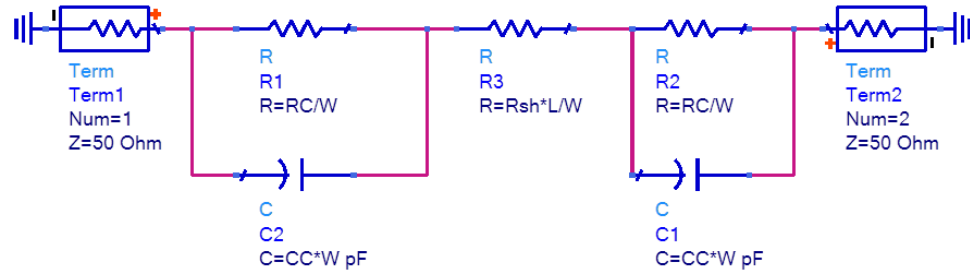 Term
Term1
Num=1
Z=50 Ohm
R
R1
R=RC/W
R
R3
R=Rsh*L/W
R
R2
R=RC/W
Term
Term2
Num=2
Z=50 Ohm
C
C2
C=CC*W pF
C
C1
C=CC*W pF